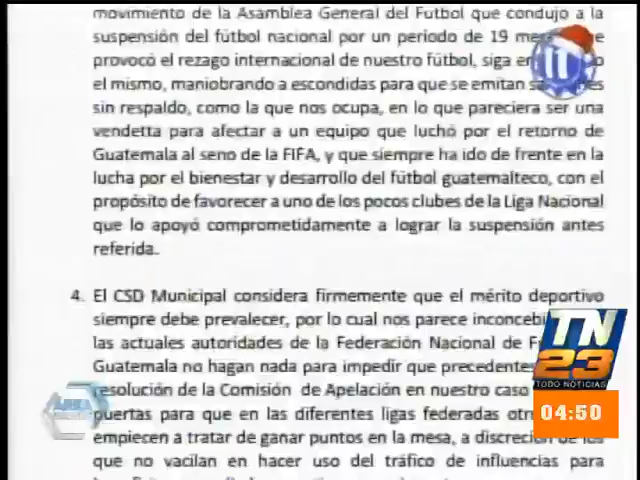 movimiento de la Asamblea General del Futbol que condujo a la
suspensión del fútbol nacional por un periodo de 19
provocó el rezago internacional de nuestro fútbol, siga
el mismo, maniobrando a escondidas para que se emitan
sin respaldo, como la que nos ocupa, en lo que pareciera ser una
vendetta para afectar a un equipo que luchó por el retorno de
Guatemala al seno de la FIFA, y que siempre ha ido de frente en la
lucha por el bienestar y desarrollo del fútbol guatemalteco, con el
propósito de favorecer a uno de los pocos clubes de la Liga Nacional
que lo apoyó comprometidamente a lograr la suspensión antes
referida.
4. El CSD Municipal considera firmemente que el mérito deportivo
siempre debe prevalecer, por lo cual nos parece
las actuales autoridades de la Federación Nacional de
Guatemala no hagan nada para impedir que precedentes
resolución de la Comisión de Apelación en nuestro caso
puertas para que en las diferentes ligas federadas
empiecen a tratar de ganar puntos en la mesa, a discreción de los
que no vacilan en hacer uso del tráfico de influencias para
TN
23
TODO NOTICIAS
04:50
11